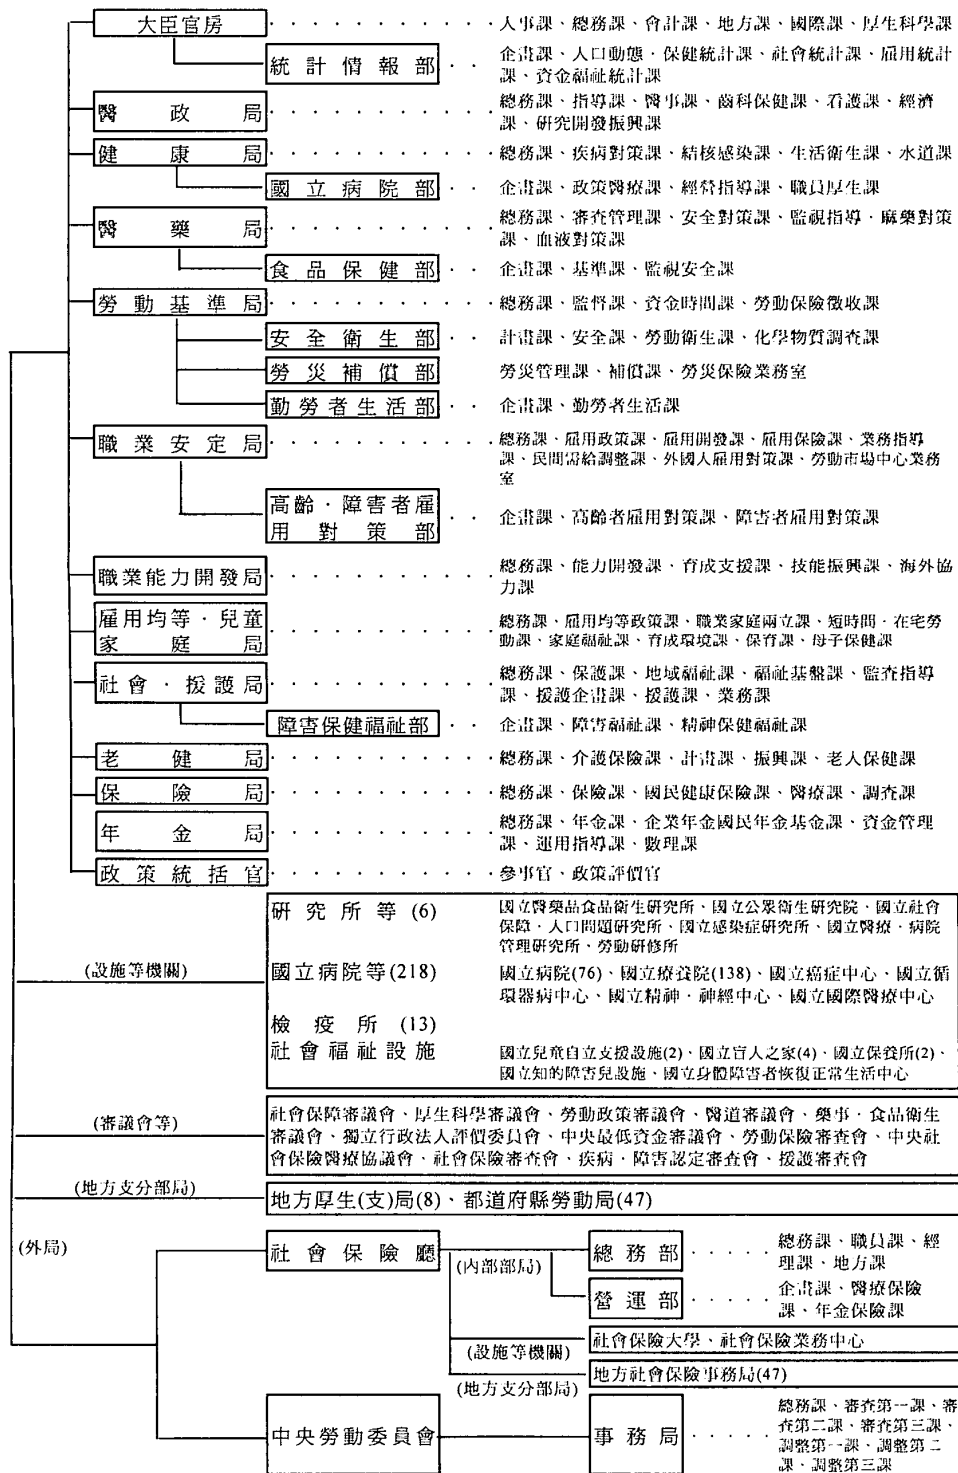 大臣官房 人事課、總務課、會計課、地方課、國際課、厚生科學課
統計情報部 企畫課、人口動態·保健統計課、社會統計課、雇用統計
課、資金福祉統計課
醫政局 總務課、指導課、醫事課、齒科保健課、看護課、經濟
課、研究開發振興課
健康局 總務課、疾病對策課、結核感染課、生活衛生課、水道課
國立病院部 企畫課、政策醫療課、經營指導課、職員厚生課
醫藥局 總務課、審查管理課、安全對策課、監視指導·麻藥對策
課、血液對策課
食品保健部 企畫課、基準課、監視安全課
勞動基準局 總務課、監督課、資金時間課、勞動保險徵收課
安全衛生部 計畫課、安全課、勞動衛生課、化學物質調查課
勞災補償部 勞災管理課、補償課、勞災保險業務室
勤勞者生活部 企畫課、勤勞者生活課
職業安定局 總務課、雇用政策課、雇用開發課、雇用保險課、業務指導
課、民間需給調整課、外國人雇用對策課、勞動市場中心業務
室
高齡·障害者雇
用對策部 企畫課、高齡者雇用對策課、障害者雇用對策課
職業能力開發局 總務課、能力開發課、育成支援課、技能振興課、海外協
力課
雇用均等·兒童
家庭局 總務課、雇用均等政策課、職業家庭兩立課、短時間·在宅勞
動課、家庭福祉課、育成環境課、保育課、母子保健課
社會·援護局 總務課、保護課、地域福祉課、福祉基盤課、監查指導
課、援護企畫課、援護課、業務課
障害保健福祉部 企畫課、障害福祉課、精神保健福祉課
老健局 總務課、介護保險課、計畫課、振興課、老人保健課
保險局 總務課、保險課、國民健康保險課、醫療課、調查課
年金局 總務課、年金課、企業年金國民年金基金課、資金管理
課、運用指導課、數理課
政策統括官 參事官、政策評價官
(設施等機關)
研究所等(6) 國立醫藥品食品衛生研究所、國立公眾衛生研究院、國立社會
保障·人口問題研究所、國立感染症研究所、國立醫療·病院
管理研究所、勞動研修所
國立病院等(218) 國立病院(76)、國立療養院(138)、國立癌症中心、國立循
環器病中心、國立精神·神經中心、國立國際醫療中心
檢疫所(13)
社會福祉設施 國立兒童自立支援設施(2)、國立盲人之家(4)、國立保養所(2)、
國立知的障害兒設施、國立身體障害者恢復正常生活中心
(審議會等)
社會保障審議會、厚生科學審議會、勞動政策審議會、醫道審議會、藥事·食品衛生
審議會、獨立行政法人評價委員會、中央最低資金審議會、勞動保險審查會、中央社
會保險醫療協議會、社會保險審查會、疾病·障害認定審查會、援護審查會
(地方支分部局)
地方厚生(支)局(8)、都道府縣勞動局(47)
(外局)
社會保險廳
(內部部局)
總務部 總務課、職員課、經
理課、地方課
營運部 企畫課、醫療保險
課、年金保險課
(設施等機關)
社會保險大學、社會保險業務中心
(地方支分部局)
地方社會保險事務局(47)
中央勞動委員會 事務局 總務課、審查第一課、審
查第二課、審查第三課、
調整第一課、調整第二
課、調整第三課